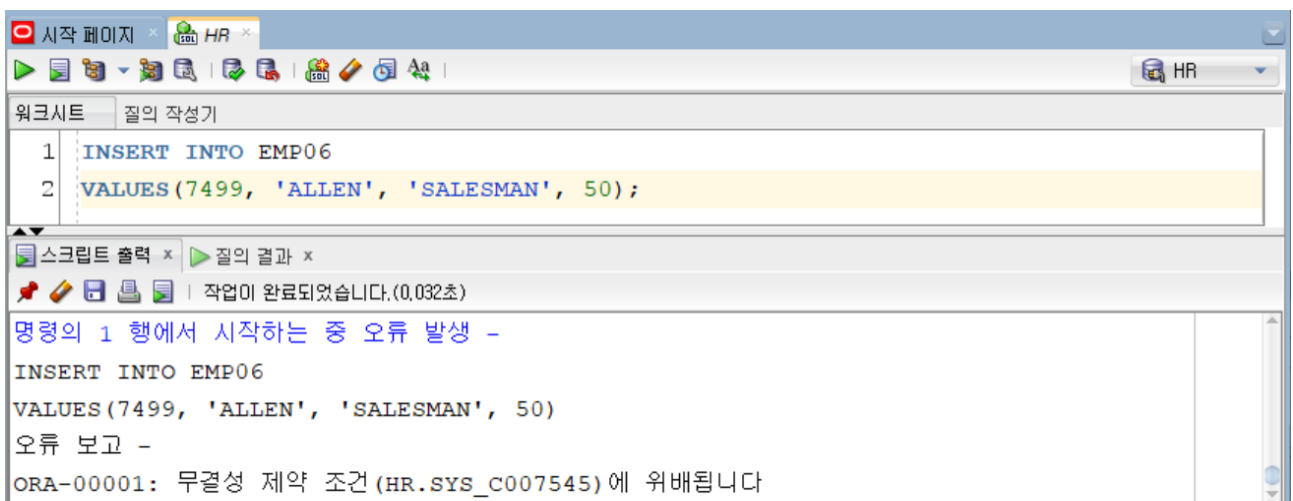 시작 페이지 HR
HR
워크시트 질의 작성기
1 INSERT INTO EMP06
2 VALUES(7499, 'ALLEN', 'SALESMAN', 50);
스크립트 출력 x 질의 결과 x
작업이 완료되었습니다.(0,032초)
명령의 1 행에서 시작하는 중 오류 발생 -
INSERT INTO EMP06
VALUES(7499, 'ALLEN', 'SALESMAN', 50)
오류 보고 -
ORA-00001: 무결성 제약 조건(HR.SYS_C007545)에 위배됩니다